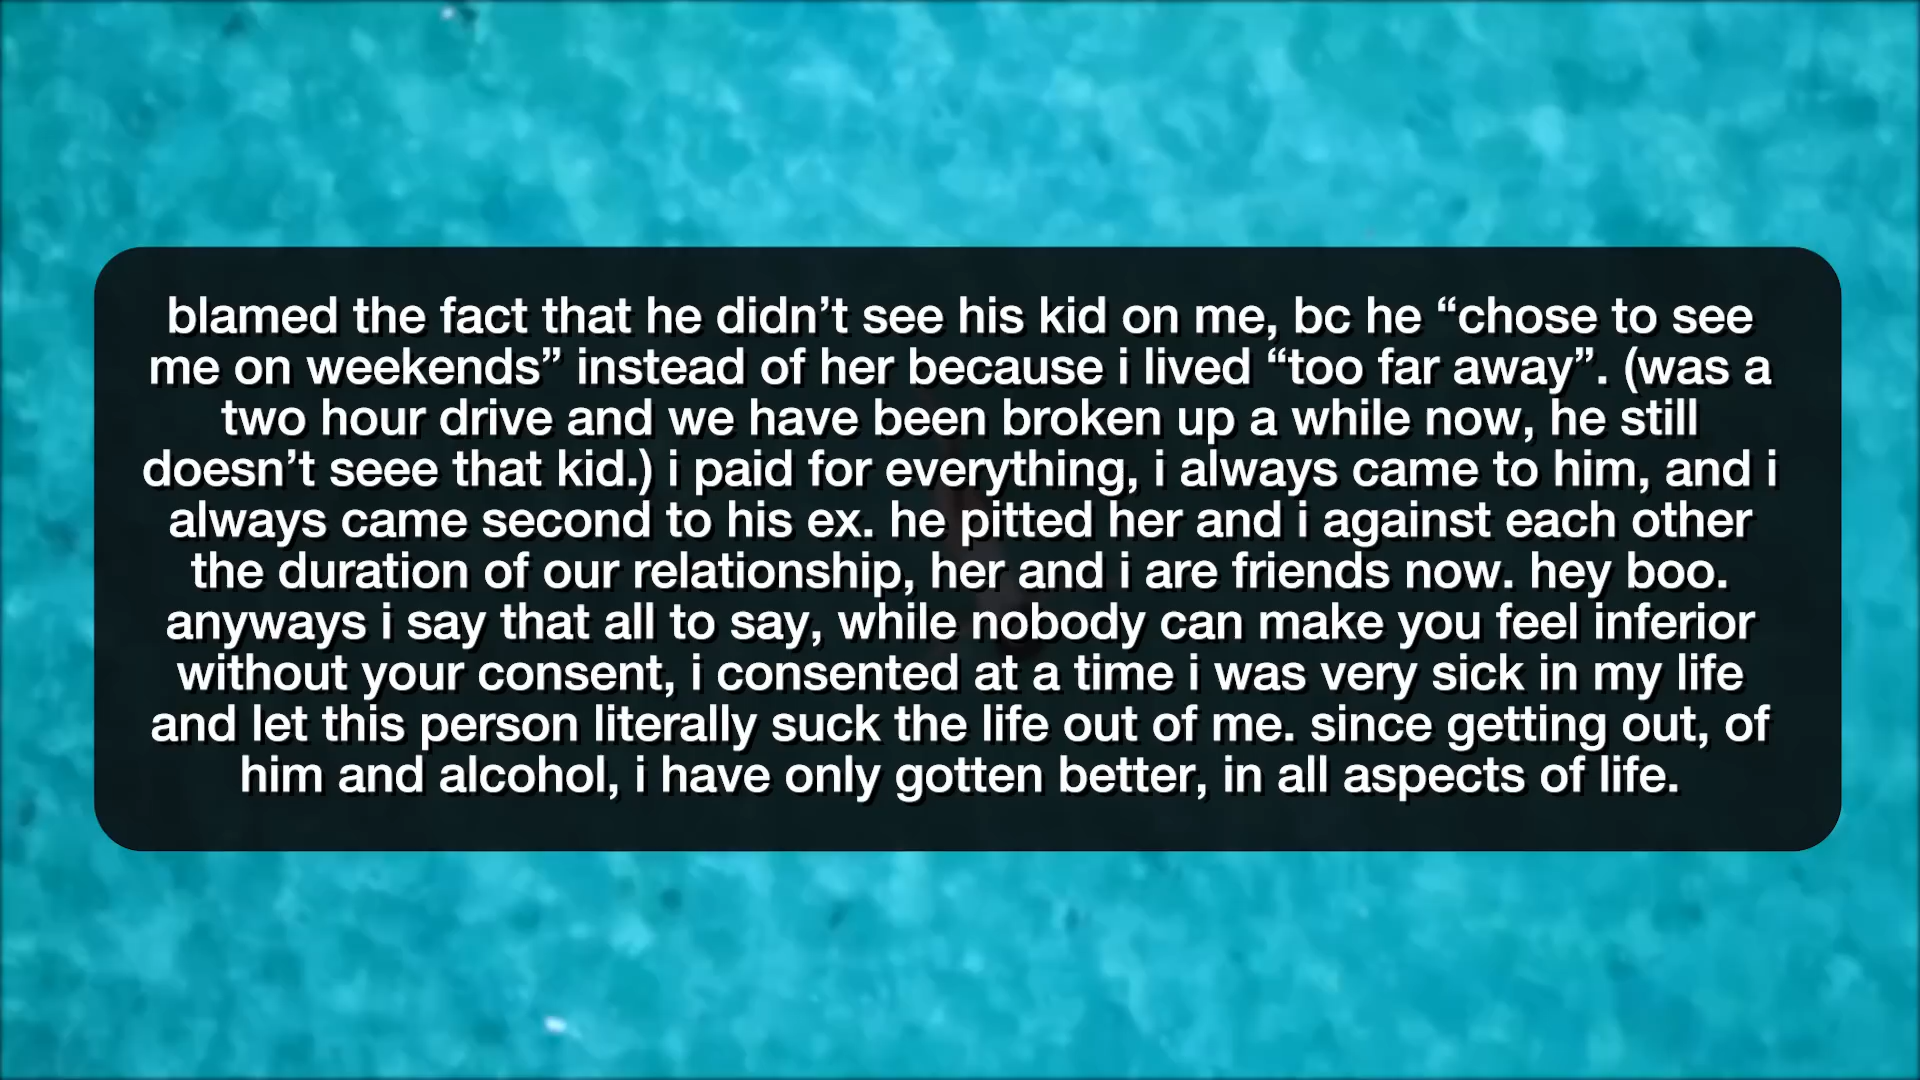 blamed the fact that he didn’t see his kid on me, bc he “chose to see
me on weekends” instead of her because i lived “too far away”. (was a
two hour drive and we have been broken up a while now, he still
doesn’t seee that kid.) i paid for everything, i always came to him, and i
always came second to his ex. he pitted her and i against each other
the duration of our relationship, her and i are friends now. hey boo.
anyways i say that all to say, while nobody can make you feel inferior
without your consent, i consented at a time i was very sick in my life
and let this person literally suck the life out of me. since getting out, of
him and alcohol, i have only gotten better, in all aspects of life.